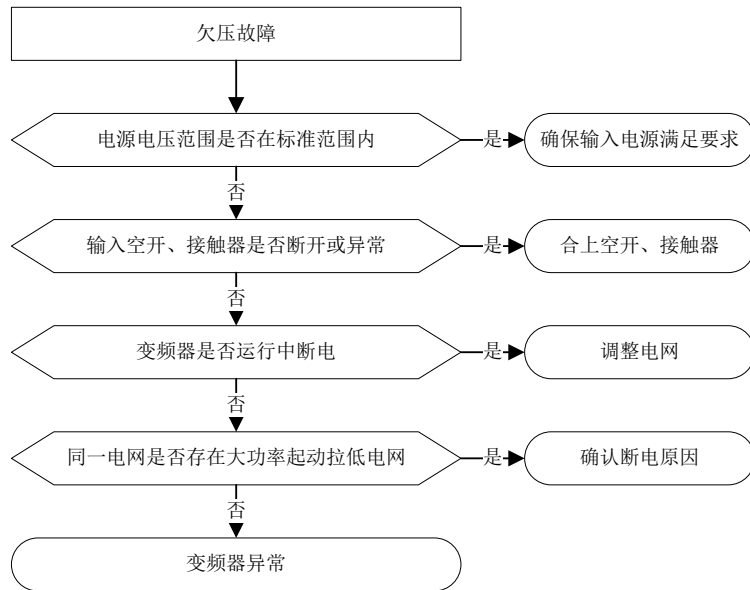 欠压故障
电源电压范围是否在标准范围内
是
确保输入电源满足要求
否
输入空开、接触器是否断开或异常
是
合上空开、接触器
否
变频器是否运行中断电
是
调整电网
否
同一电网是否存在大功率起动拉低电网
是
确认断电原因
否
变频器异常